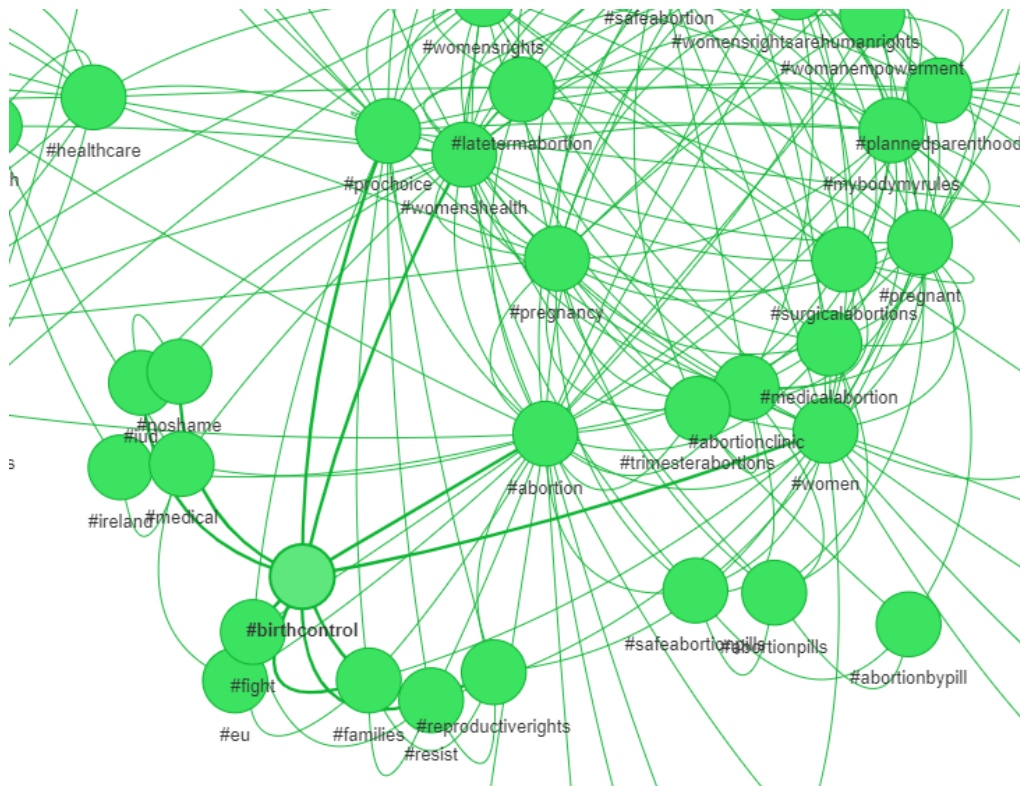 #safeabortion
#womensrights
#womensrightsarehumanrights
#womanempowerment
#latetermabortion
#plannedparenthood
#healthcare
h
#prochoice
#mybodymyrules
#womenshealth
#pregnant
#pregnancy
#surgicalabortions
#medicalabortion
#noshame
#iud
#abortionclinic
#trimesterabortions
s
#abortion
#women
#ireland
#medical
#birthcontrol
#safeabortionpills
#abortionpills
#abortionbypill
#fight
#reproductiverights
#eu
#families
#resist